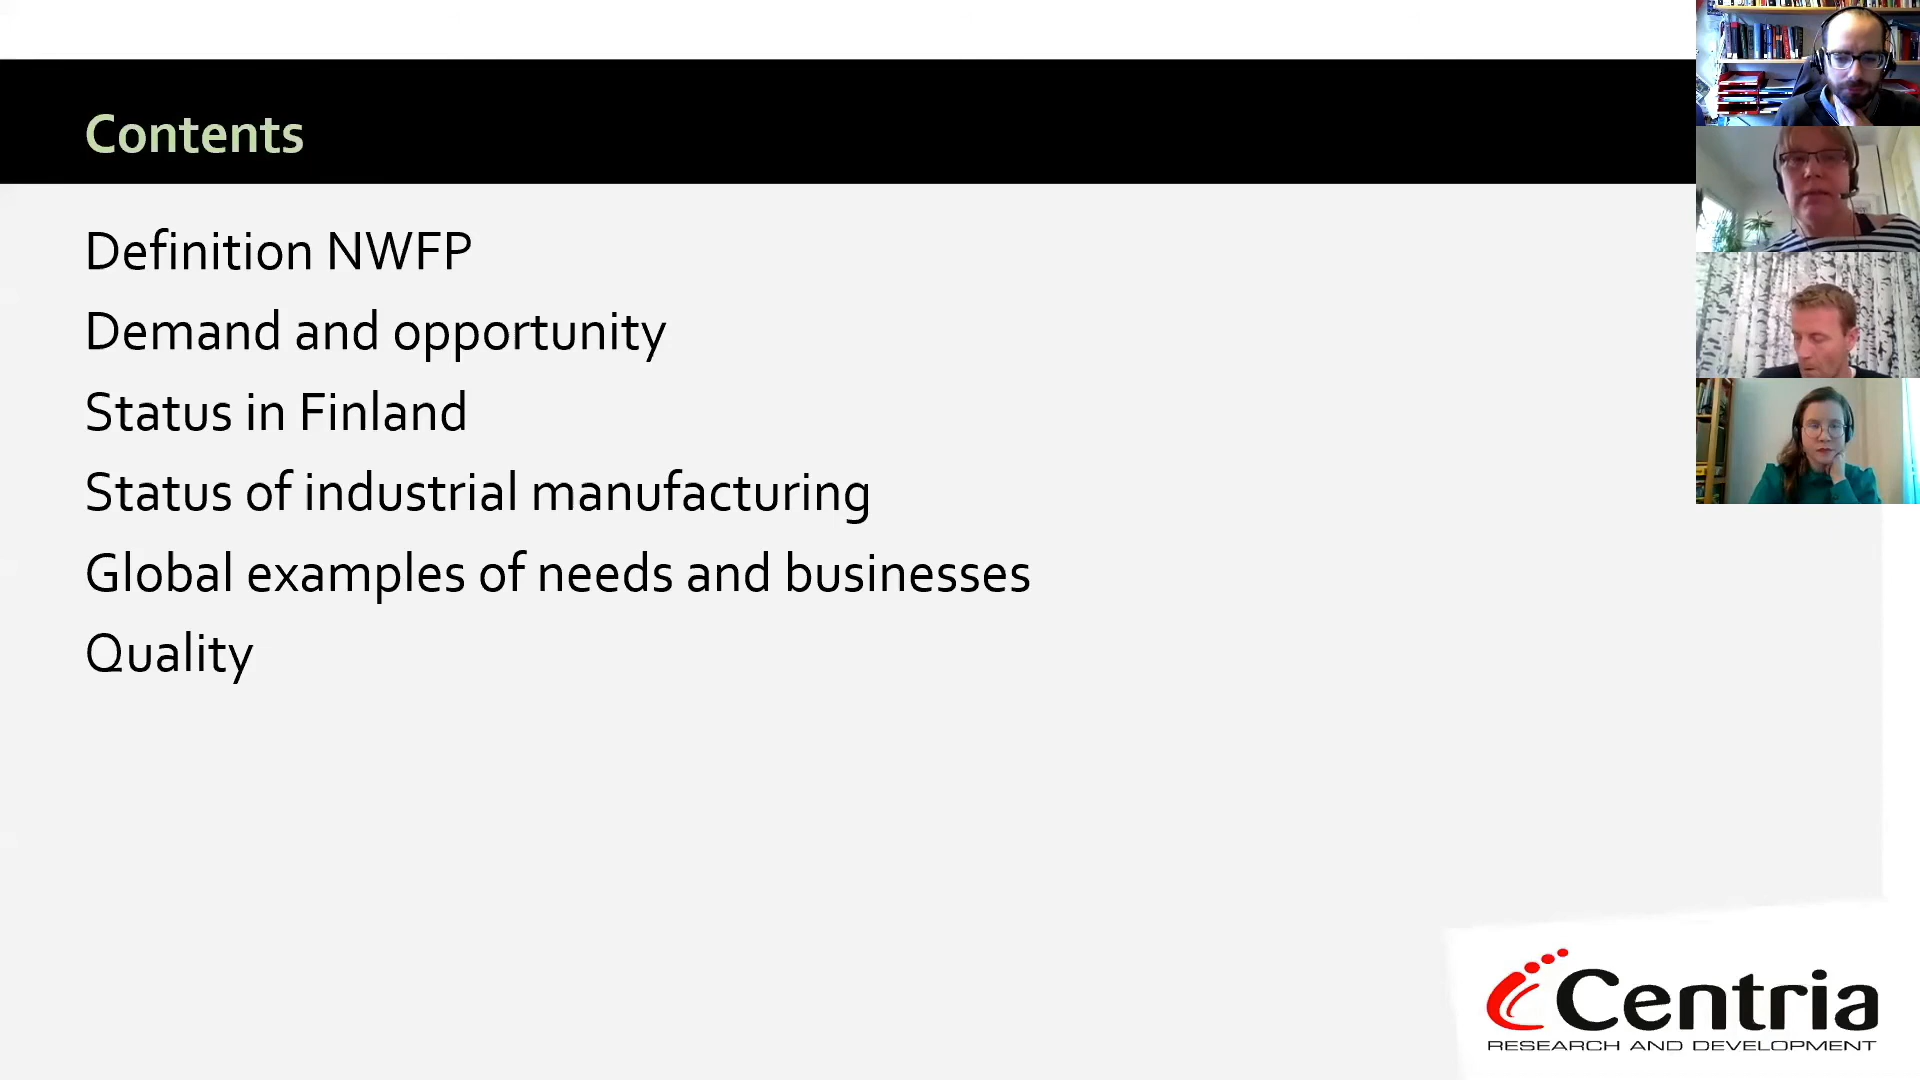 Contents
Definition NWFP
Demand and opportunity
Status in Finland
Status of industrial manufacturing
Global examples of needs and businesses
Quality
Centria
RESEARCH AND DEVELOPMENT